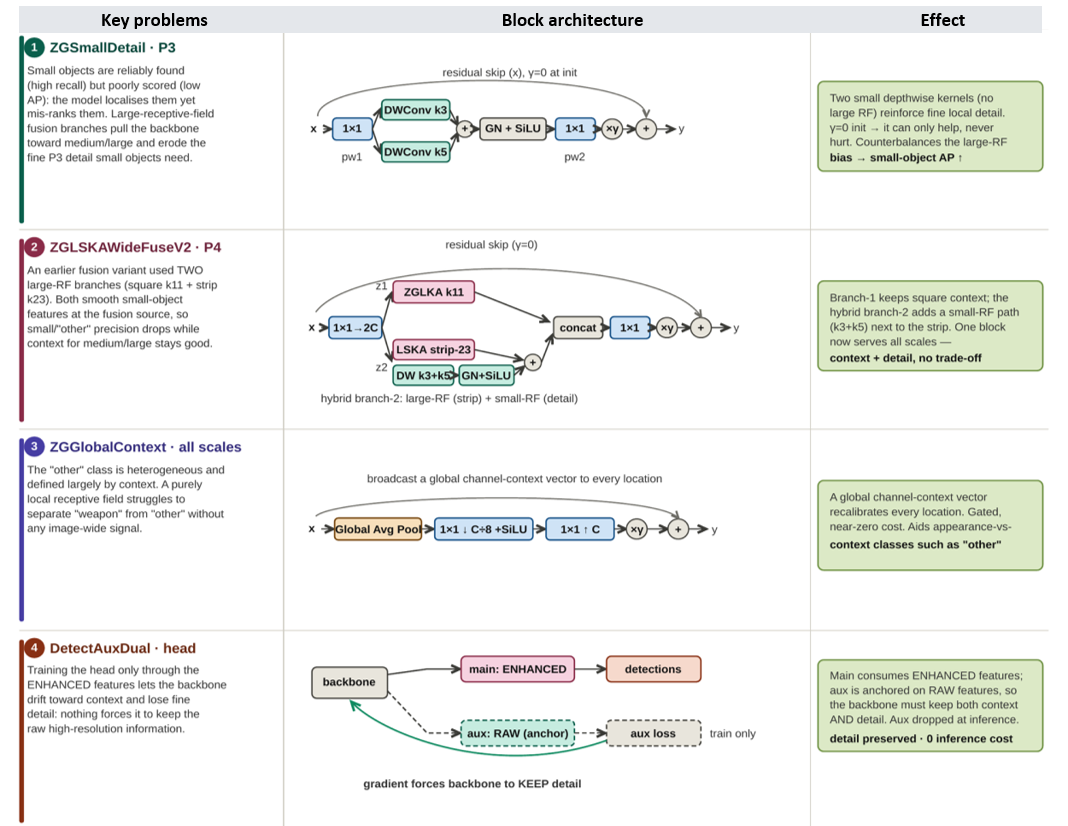 Key problems
Block architecture
Effect
1 ZGSmallDetail · P3
Small objects are reliably found
(high recall) but poorly scored (low
AP): the model localises them yet
mis-ranks them. Large-receptive-field
fusion branches pull the backbone
toward medium/large and erode the
fine P3 detail small objects need.
residual skip (x), y=0 at init
x
1×1
DWConv k3
DWConv k5
+
GN + SiLU
1×1
×y
+
y
pw1
pw2
Two small depthwise kernels (no
large RF) reinforce fine local detail.
y=0 init → it can only help, never
hurt. Counterbalances the large-RF
bias → small-object AP ↑
2 ZGLSKAWideFuseV2 · P4
An earlier fusion variant used TWO
large-RF branches (square k11 + strip
k23). Both smooth small-object
features at the fusion source, so
small/"other" precision drops while
context for medium/large stays good.
residual skip (y=0)
z1
ZGLKA k11
x
1×1→2C
concat
1×1
×y
+
y
LSKA strip-23
z2
DW k3+k5
GN+SiLU
+
hybrid branch-2: large-RF (strip) + small-RF (detail)
Branch-1 keeps square context; the
hybrid branch-2 adds a small-RF path
(k3+k5) next to the strip. One block
now serves all scales —
context + detail, no trade-off
3 ZGGlobalContext · all scales
The "other" class is heterogeneous and
defined largely by context. A purely
local receptive field struggles to
separate "weapon" from "other" without
any image-wide signal.
broadcast a global channel-context vector to every location
x
Global Avg Pool
1×1 ↓ C÷8 +SiLU
1×1 ↑ C
×y
+
y
A global channel-context vector
recalibrates every location. Gated,
near-zero cost. Aids appearance-vs-
context classes such as "other"
4 DetectAuxDual · head
Training the head only through the
ENHANCED features lets the backbone
drift toward context and lose fine
detail: nothing forces it to keep the
raw high-resolution information.
backbone
main: ENHANCED
detections
aux: RAW (anchor)
aux loss
train only
gradient forces backbone to KEEP detail
Main consumes ENHANCED features;
aux is anchored on RAW features, so
the backbone must keep both context
AND detail. Aux dropped at inference.
detail preserved · 0 inference cost